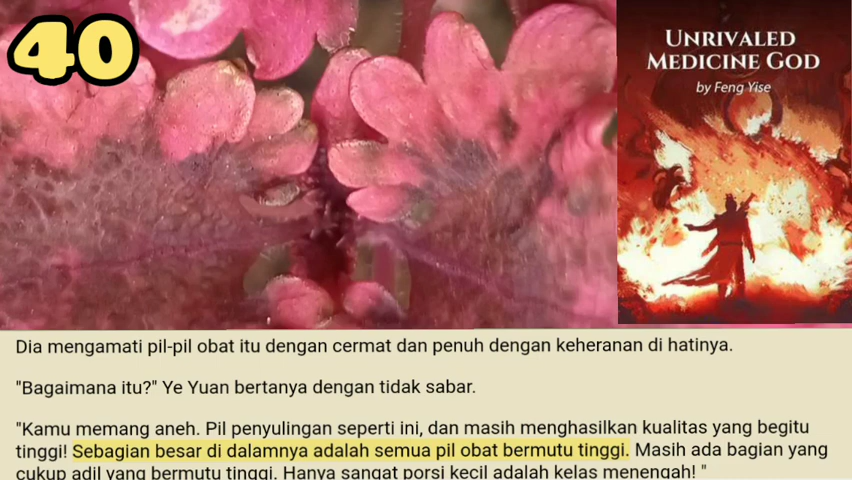 40
UNRIVALED
MEDICINE GOD
by Feng Yise
Dia mengamati pil-pil obat itu dengan cermat dan penuh dengan keheranan di hatinya.
"Bagaimana itu?" Ye Yuan bertanya dengan tidak sabar.
"Kamu memang aneh. Pil penyulingan seperti ini, dan masih menghasilkan kualitas yang begitu
tinggi! Sebagian besar di dalamnya adalah semua pil obat bermutu tinggi. Masih ada bagian yang
cukup adil yang bermutu tinggi. Hanya sangat porsi kecil adalah kelas menengah! "